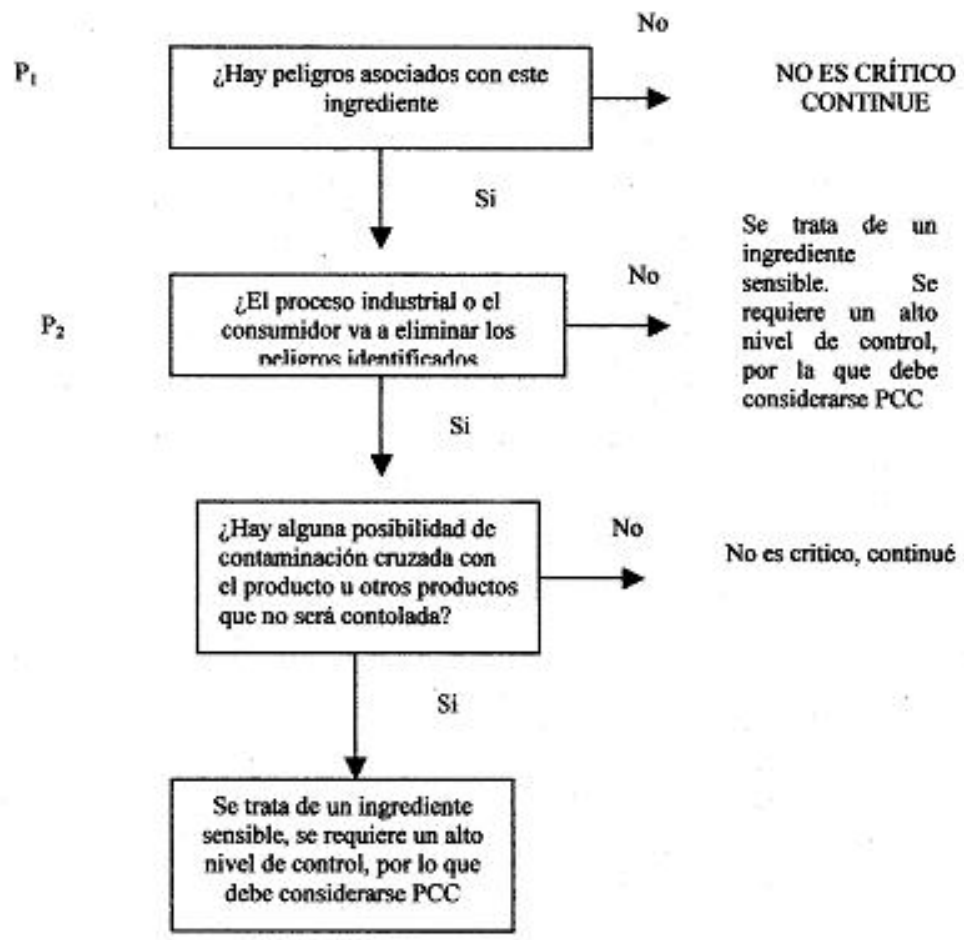 No
P₁
¿Hay peligros asociados con este
ingrediente
NO ES CRÍTICO
CONTINUE
Si
Se trata de un
ingrediente
sensible. Se
requiere un alto
nivel de control,
por la que debe
considerarse PCC
No
P₂
¿El proceso industrial o el
consumidor va a eliminar los
peligros identificados
Si
¿Hay alguna posibilidad de
contaminación cruzada con
el producto u otros productos
que no será contolada?
No
No es critico, continué
Si
Se trata de un ingrediente
sensible, se requiere un alto
nivel de control, por lo que
debe considerarse PCC